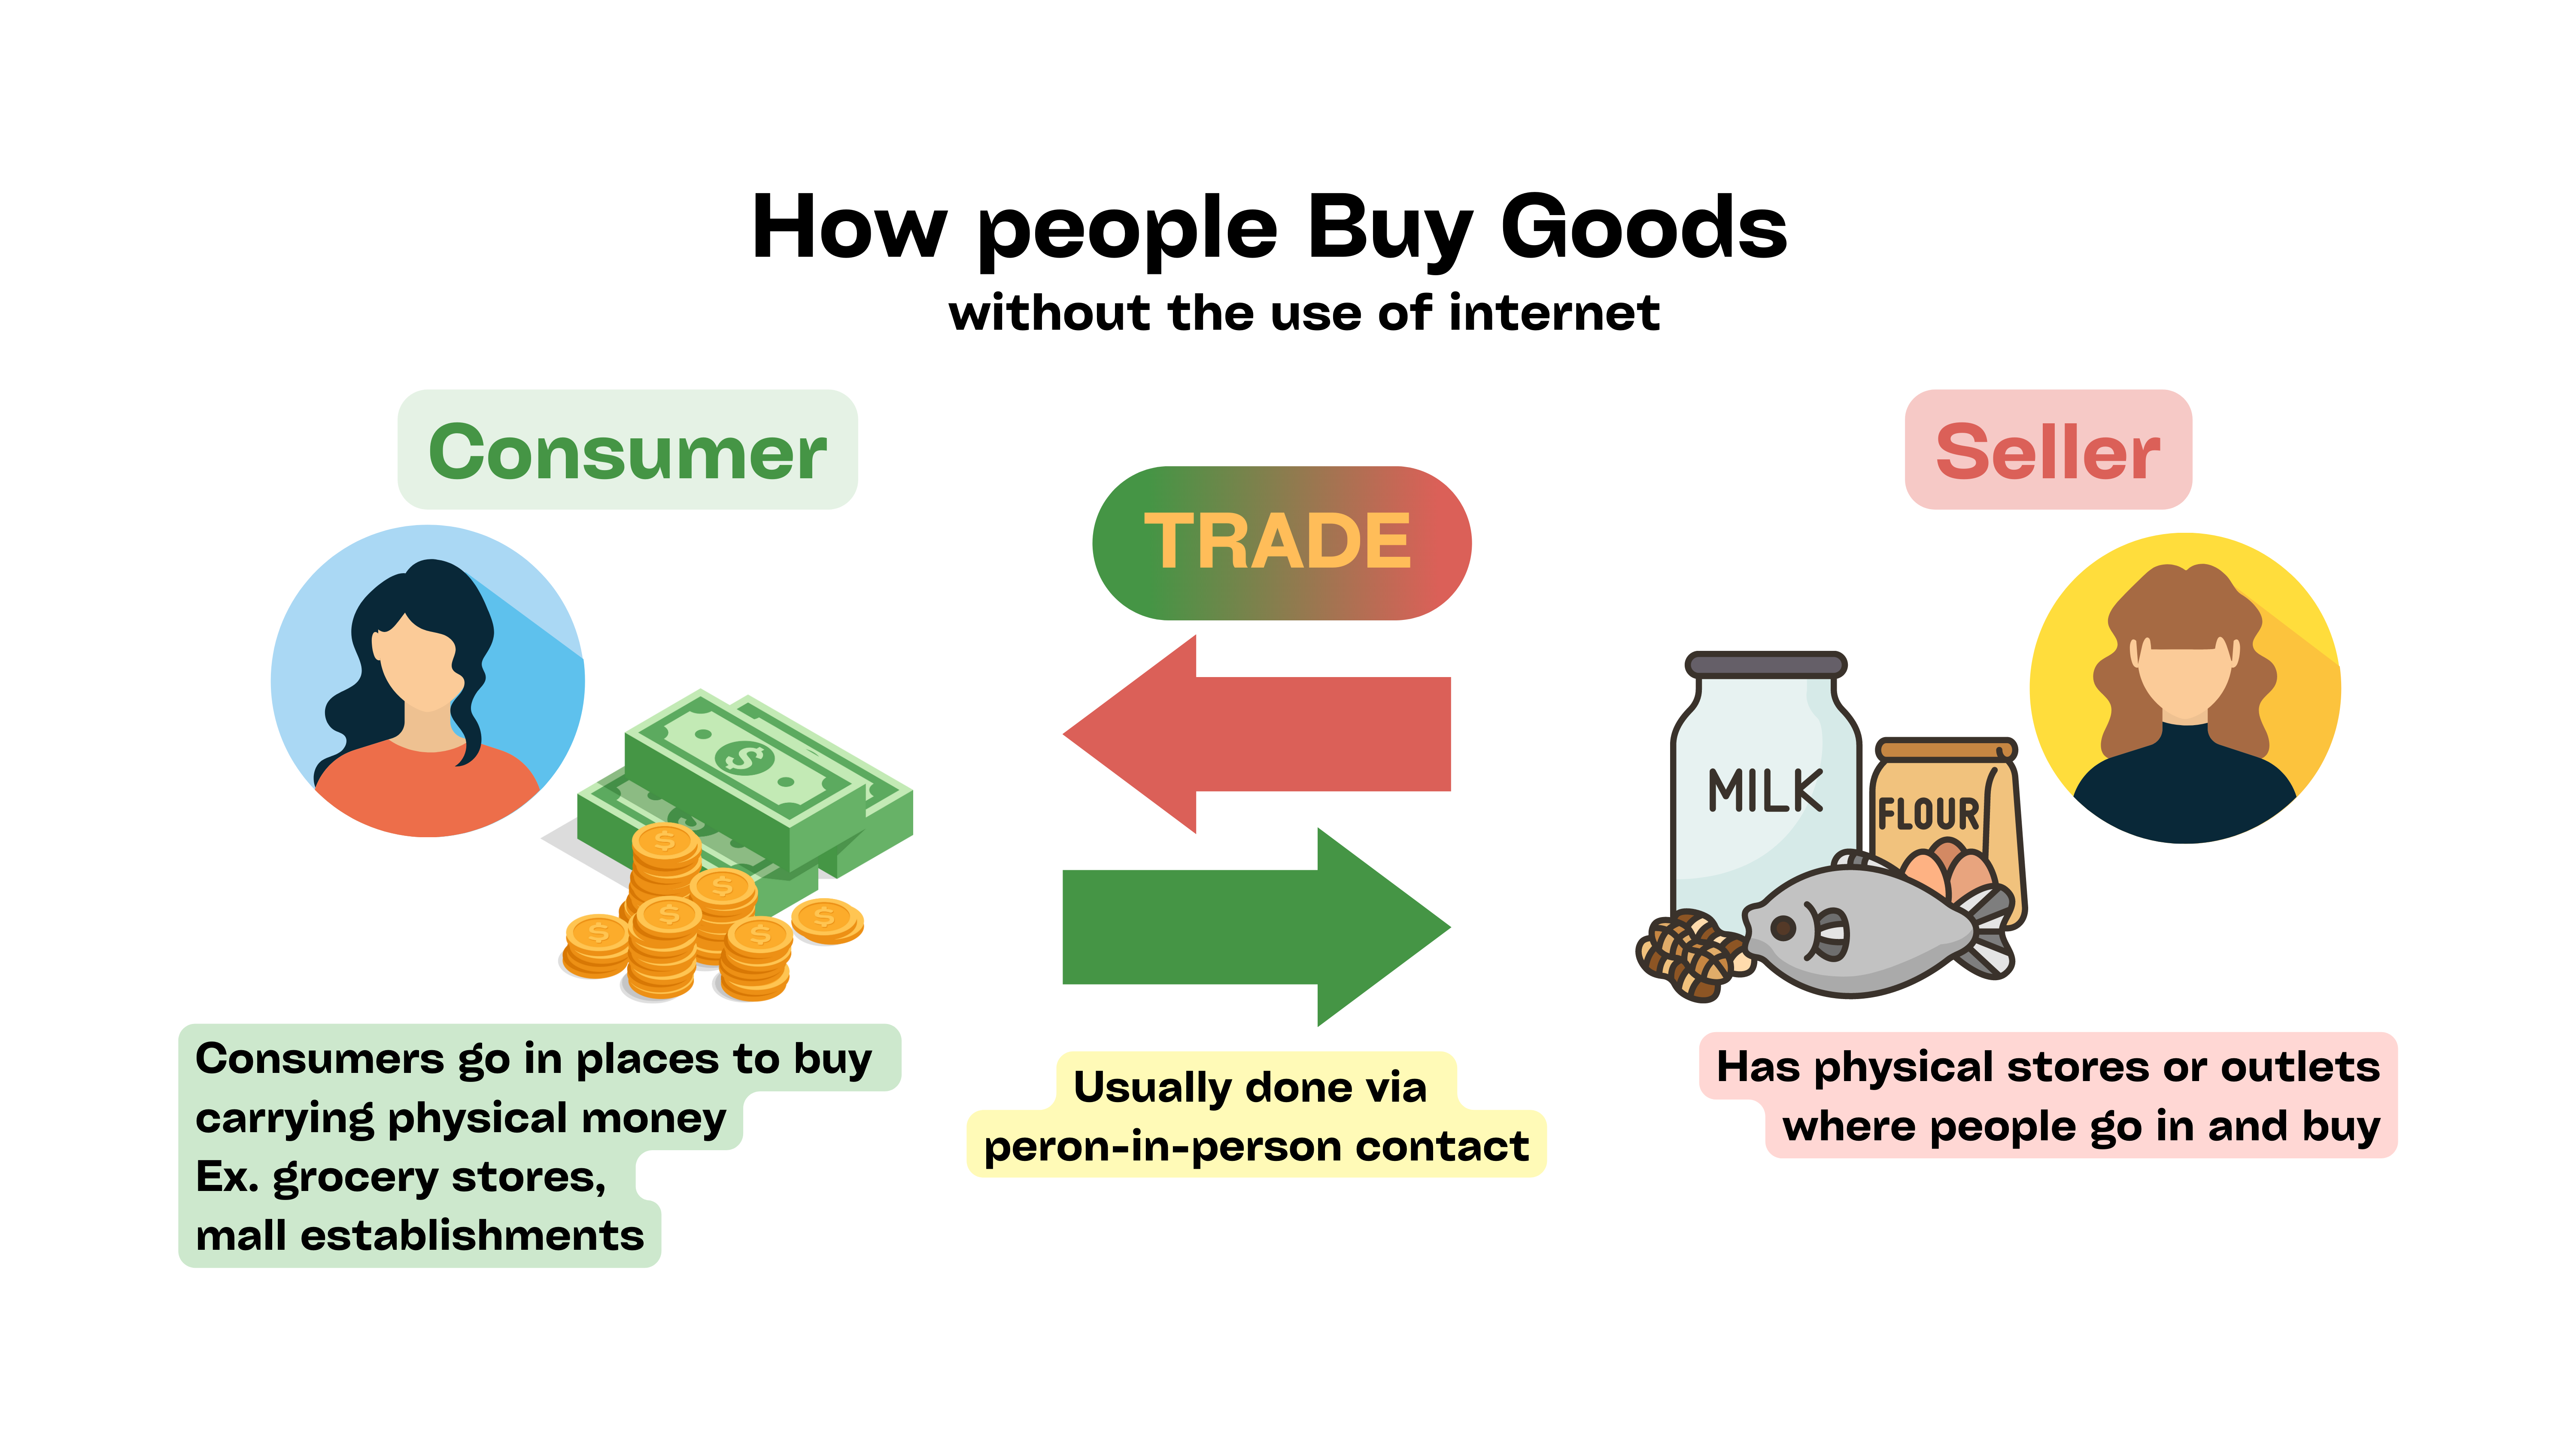 How people Buy Goods
without the use of internet
Consumer
Seller
TRADE
MILK
FLOUR
Consumers go in places to buy
carrying physical money
Ex. grocery stores,
mall establishments
Usually done via
peron-in-person contact
Has physical stores or outlets
where people go in and buy